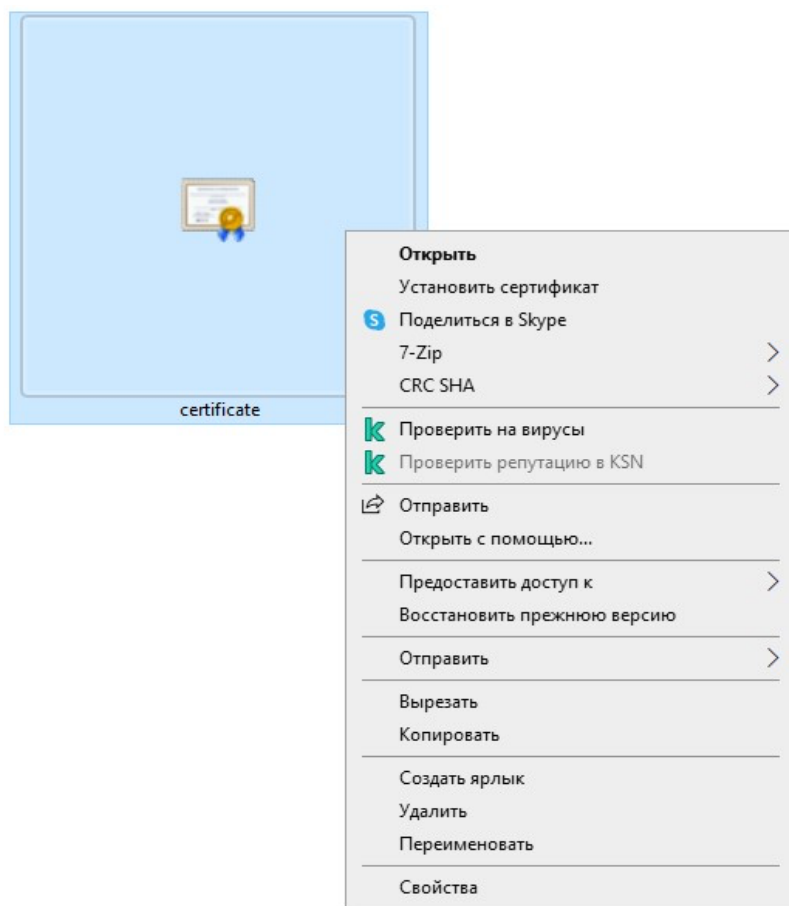 certificate
Открыть
Установить сертификат
Поделиться в Skype
7-Zip
CRC SHA
Проверить на вирусы
Проверить репутацию в KSN
Отправить
Открыть с помощью...
Предоставить доступ к
Восстановить прежнюю версию
Отправить
Вырезать
Копировать
Создать ярлык
Удалить
Переименовать
Свойства